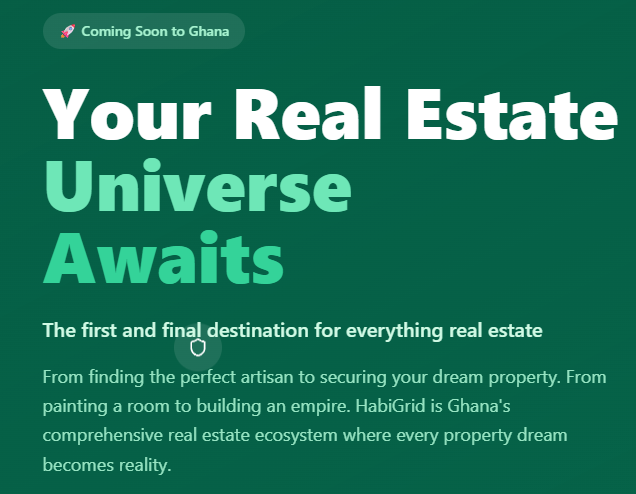 🚀 Coming Soon to Ghana
Your Real Estate
Universe
Awaits
The first and final destination for everything real estate
From finding the perfect artisan to securing your dream property. From
painting a room to building an empire. HabiGrid is Ghana's
comprehensive real estate ecosystem where every property dream
becomes reality.